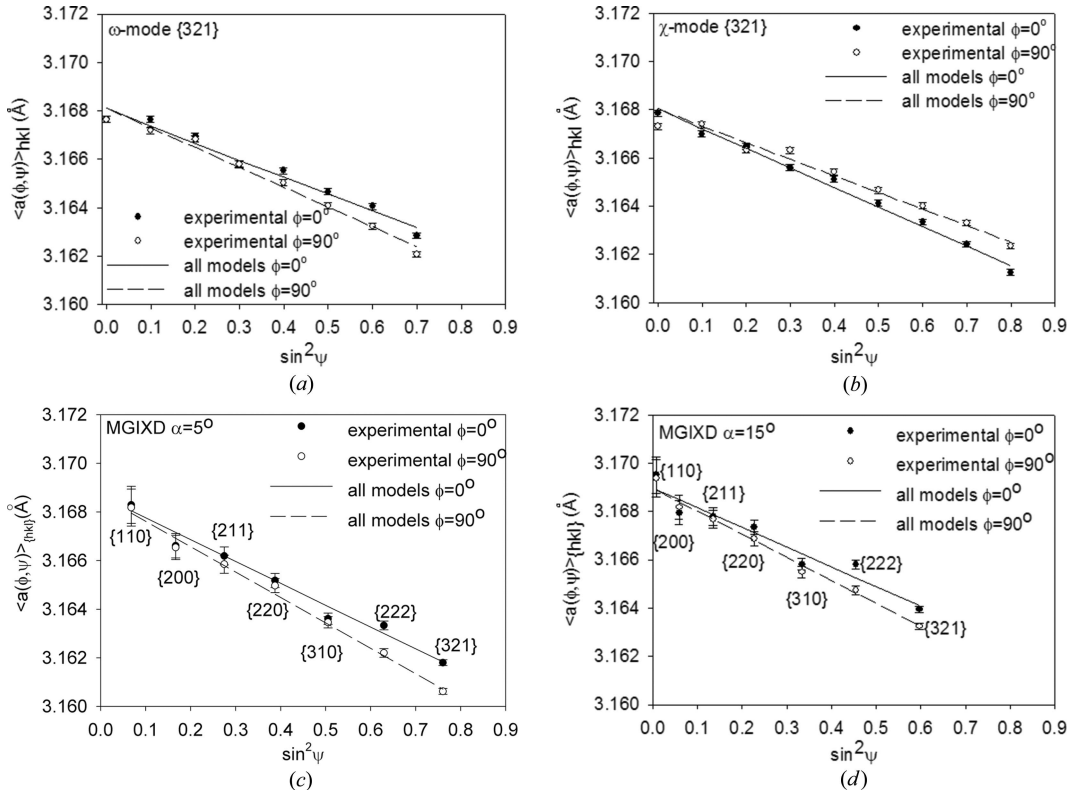 ω-mode {321}
experimental ϕ=0°
experimental ϕ=90°
all models ϕ=0°
all models ϕ=90°
3.172
3.170
3.168
3.166
3.164
3.162
3.160
<a(ϕ,ψ)>hkl (Å)
0.0 0.1 0.2 0.3 0.4 0.5 0.6 0.7 0.8 0.9
sin²ψ
(a)
χ-mode {321}
experimental ϕ=0°
experimental ϕ=90°
all models ϕ=0°
all models ϕ=90°
3.172
3.170
3.168
3.166
3.164
3.162
3.160
<a(ϕ,ψ)>hkl (Å)
0.0 0.1 0.2 0.3 0.4 0.5 0.6 0.7 0.8 0.9
sin²ψ
(b)
MGIXD α=5°
experimental ϕ=0°
experimental ϕ=90°
all models ϕ=0°
all models ϕ=90°
3.172
3.170
3.168
3.166
3.164
3.162
3.160
<a(ϕ,ψ)>{hkl} (Å)
{110}
{200}
{211}
{220}
{310}
{222}
{321}
0.0 0.1 0.2 0.3 0.4 0.5 0.6 0.7 0.8 0.9
sin²ψ
(c)
MGIXD α=15°
experimental ϕ=0°
experimental ϕ=90°
all models ϕ=0°
all models ϕ=90°
3.172
3.170
3.168
3.166
3.164
3.162
3.160
<a(ϕ,ψ)>{hkl} (Å)
{110}
{200}
{211}
{220}
{310}
{222}
{321}
0.0 0.1 0.2 0.3 0.4 0.5 0.6 0.7 0.8 0.9
sin²ψ
(d)